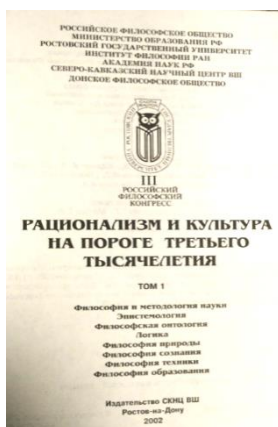 РОССИЙСКОЕ ФИЛОСОФСКОЕ ОБЩЕСТВО
МИНИСТЕРСТВО ОБРАЗОВАНИЯ РФ
РОСТОВСКИЙ ГОСУДАРСТВЕННЫЙ УНИВЕРСИТЕТ
ИНСТИТУТ ФИЛОСОФИИ РАН
АКАДЕМИЯ НАУК РФ
СЕВЕРО-КАВКАЗСКИЙ НАУЧНЫЙ ЦЕНТР ВШ
ДОНСКОЕ ФИЛОСОФСКОЕ ОБЩЕСТВО
III
РОССИЙСКИЙ
ФИЛОСОФСКИЙ
КОНГРЕСС
РАЦИОНАЛИЗМ И КУЛЬТУРА
НА ПОРОГЕ ТРЕТЬЕГО
ТЫСЯЧЕЛЕТИЯ
ТОМ 1
Философия и методология науки
Эпистемология
Философская онтология
Логика
Философия природы
Философия сознания
Философия техники
Философия образования
Издательство СКНЦ ВШ
Ростов-на-Дону
2002